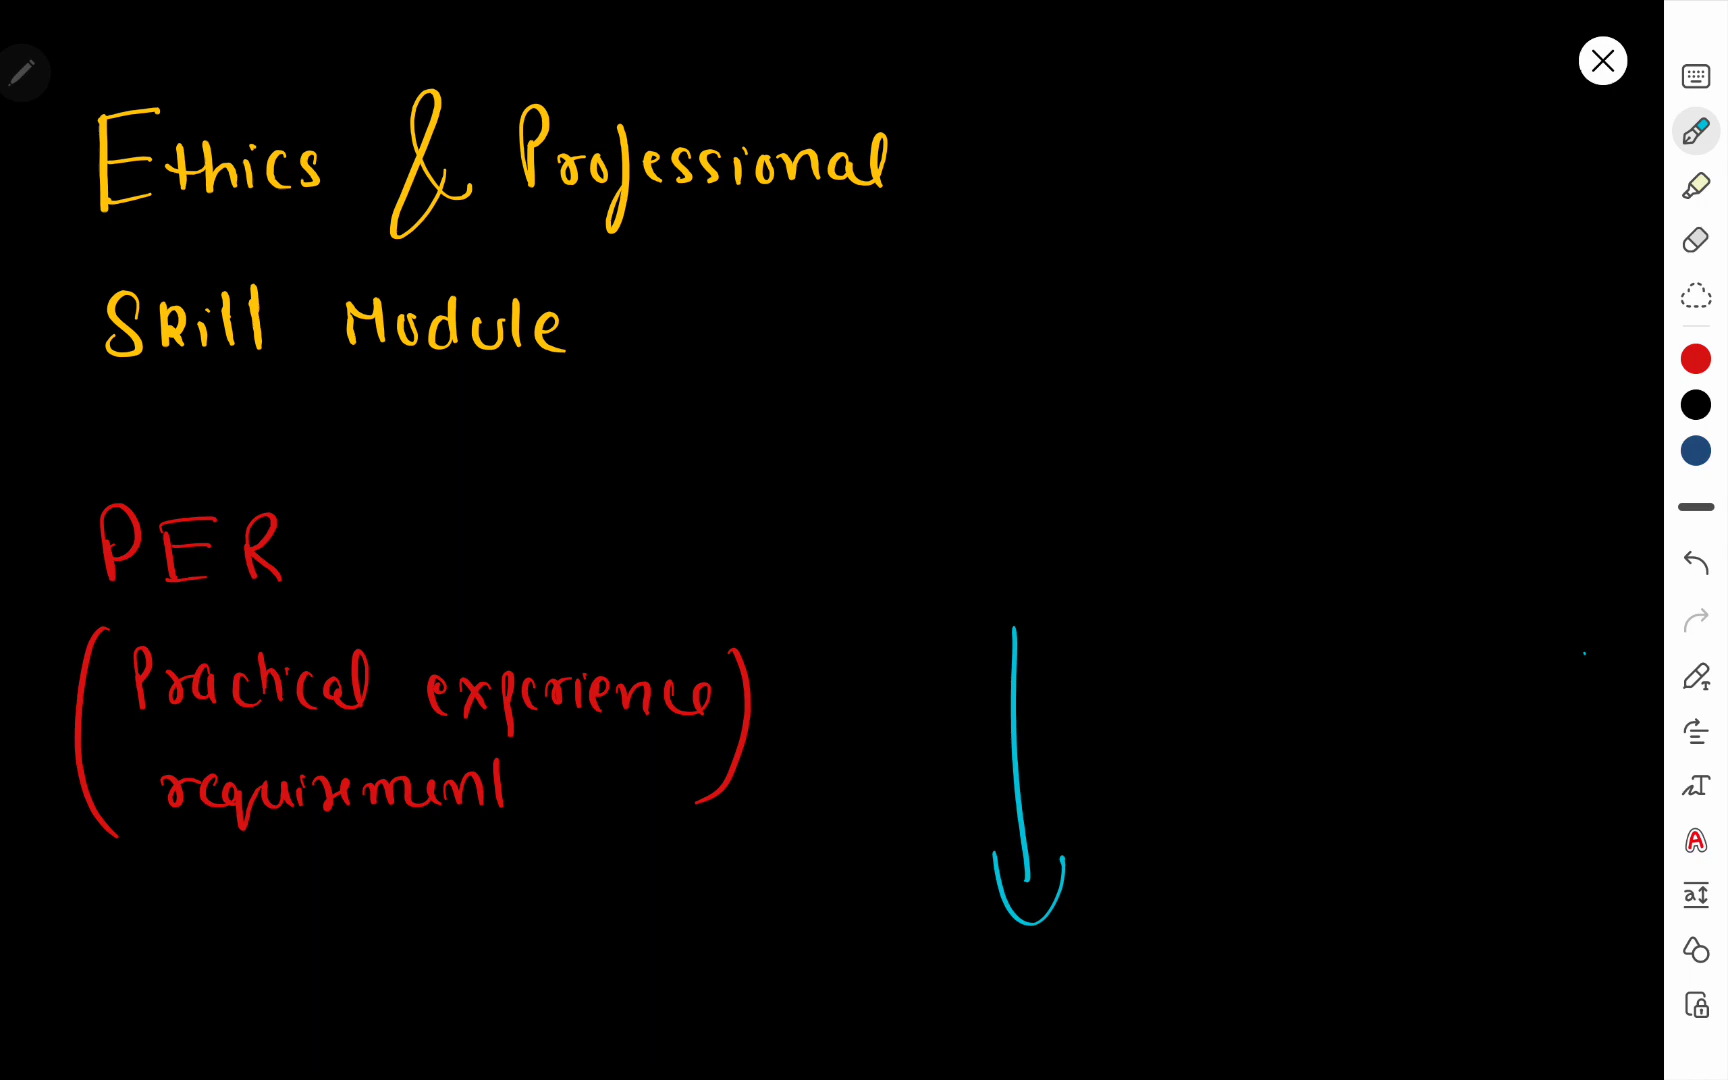 Ethics & Professional
Skill Module
PER
(Practical experience
requirement)